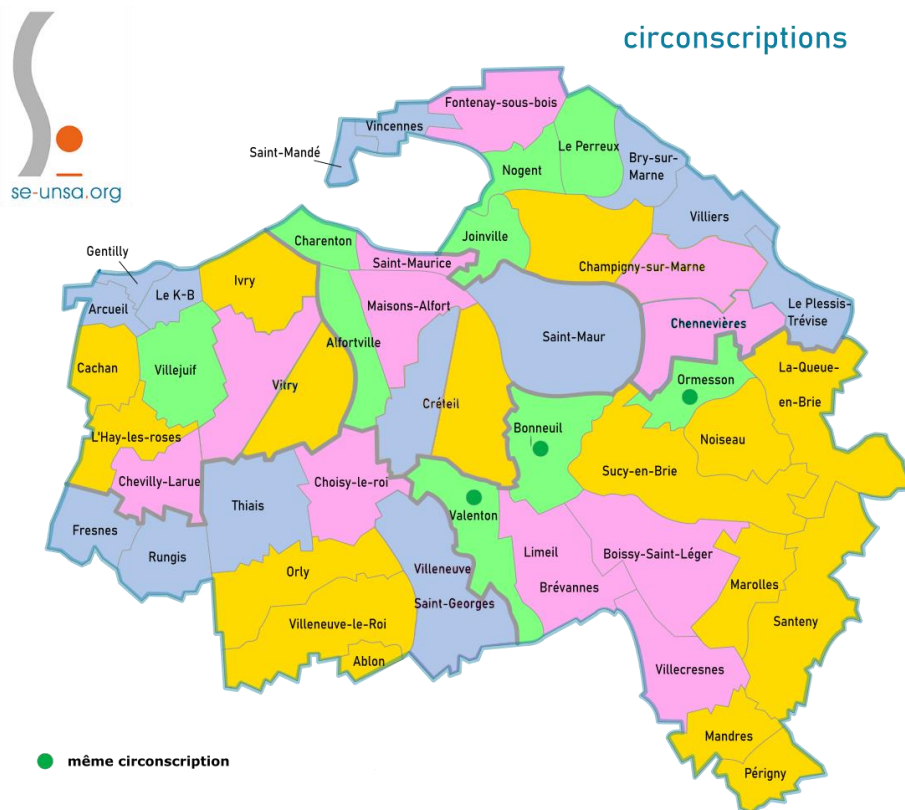 circonscriptions
se-unsa.org
Fontenay-sous-bois
Vincennes
Saint-Mandé
Le Perreux
Nogent
Bry-sur-
Marne
Villiers
Charenton
Joinville
Gentilly
Saint-Maurice
Champigny-sur-Marne
Ivry
Le K-B
Arcueil
Maisons-Alfort
Le Plessis-
Trévise
Chennevières
Saint-Maur
Alfortville
Cachan
Villejuif
Vitry
La-Queue-
en-Brie
Ormesson
Créteil
Bonneuil
L'Hay-les-roses
Noiseau
Sucy-en-Brie
Chevilly-Larue
Choisy-le-roi
Thiais
Valenton
Fresnes
Rungis
Limeil
Brévannes
Boissy-Saint-Léger
Orly
Villeneuve
Saint-Georges
Marolles
Santeny
Villeneuve-le-Roi
Ablon
Villecresnes
Mandres
Périgny
même circonscription